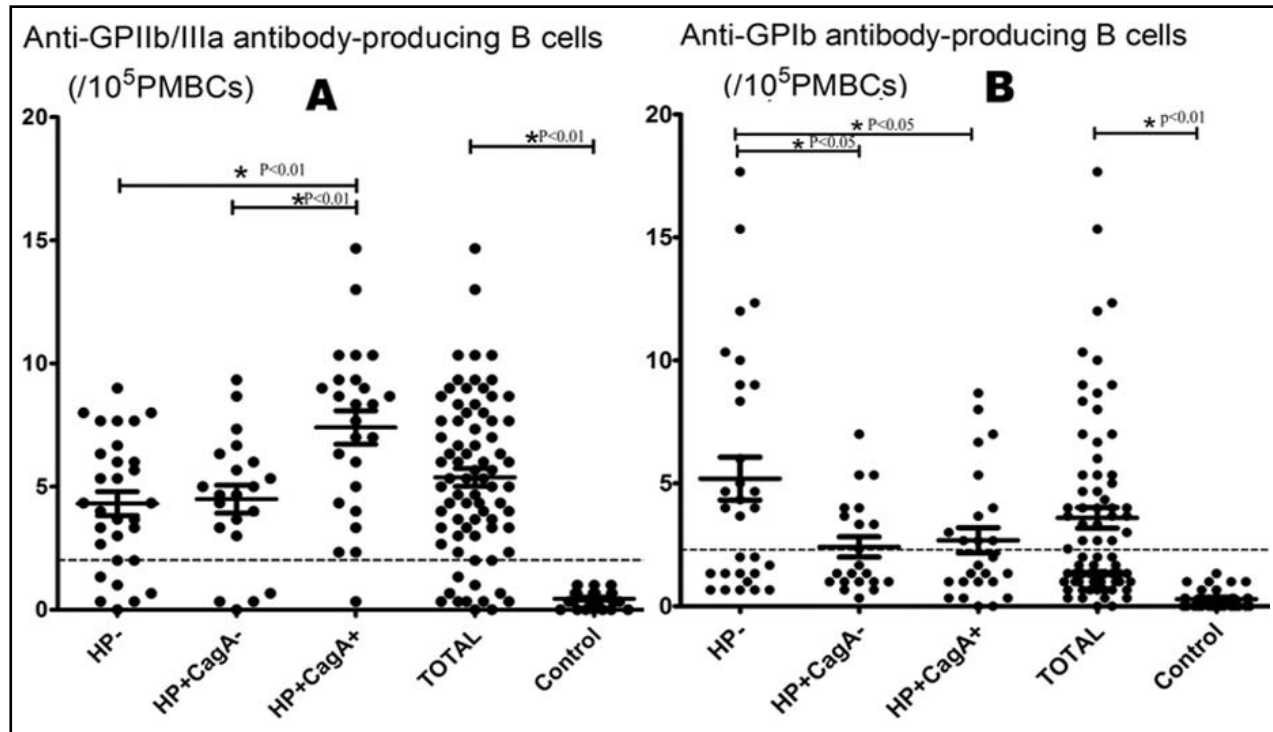 Anti-GPIIb/IIIa antibody-producing B cells
(/10⁵PMBCs)
A
20
15
10
5
0
*P<0.01
* P<0.01
*P<0.01
HP-
HP+CagA-
HP+CagA+
TOTAL
Control
Anti-GPIb antibody-producing B cells
(/10⁵PMBCs)
B
20
15
10
5
0
* P<0.05
* P<0.05
* p<0.01
HP-
HP+CagA-
HP+CagA+
TOTAL
Control